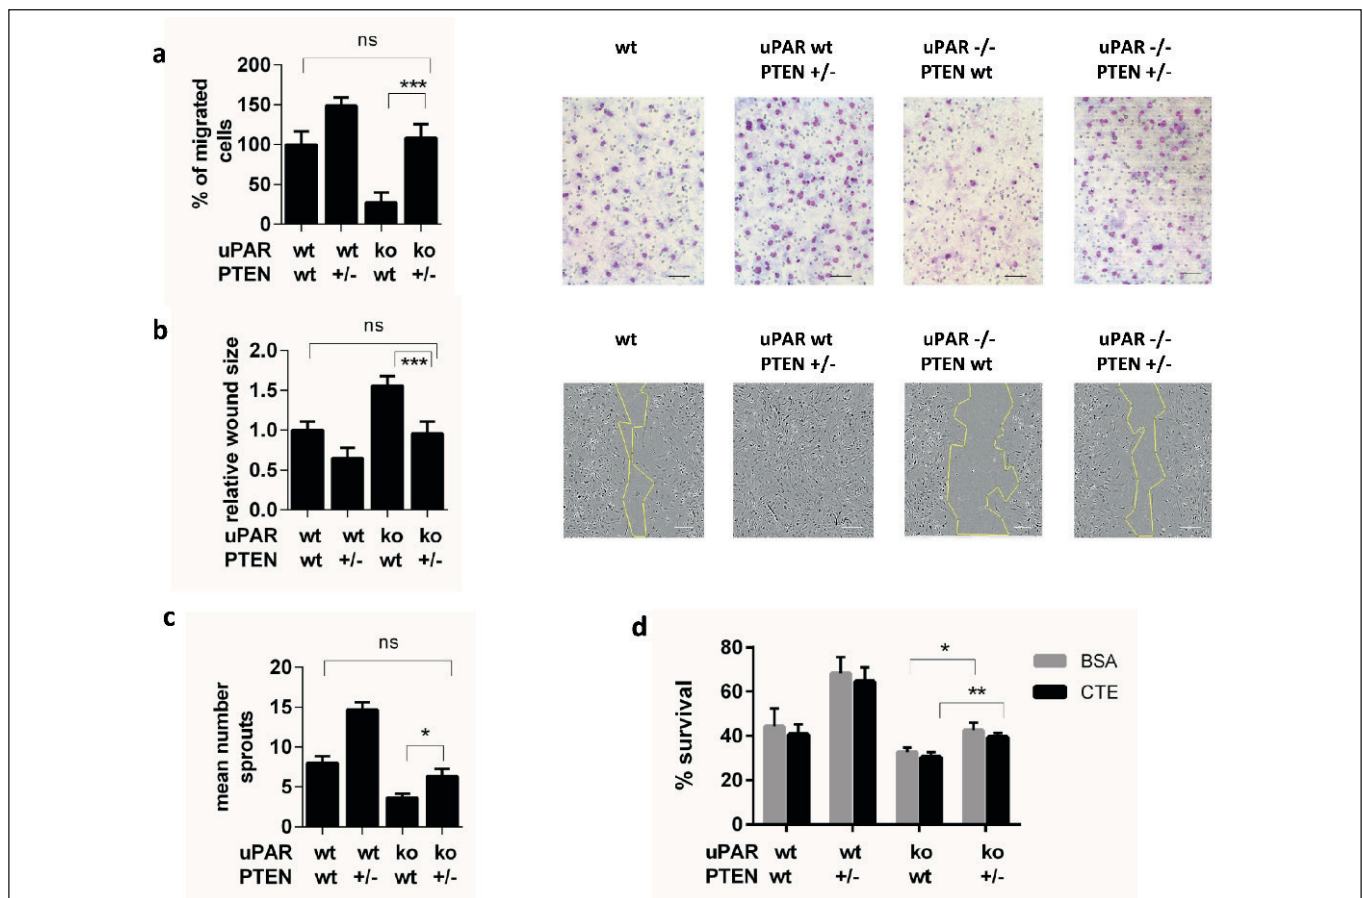 a
ns
***
% of migrated
cells
200
150
100
50
0
uPAR wt wt ko ko
PTEN wt +/- wt +/-
wt
uPAR wt
PTEN +/-
uPAR -/-
PTEN wt
uPAR -/-
PTEN +/-
b
ns
***
relative wound size
2.0
1.5
1.0
0.5
0.0
uPAR wt wt ko ko
PTEN wt +/- wt +/-
wt
uPAR wt
PTEN +/-
uPAR -/-
PTEN wt
uPAR -/-
PTEN +/-
c
ns
*
mean number
sprouts
20
15
10
5
0
uPAR wt wt ko ko
PTEN wt +/- wt +/-
d
% survival
80
60
40
20
0
*
**
BSA
CTE
uPAR wt wt ko ko
PTEN wt +/- wt +/-